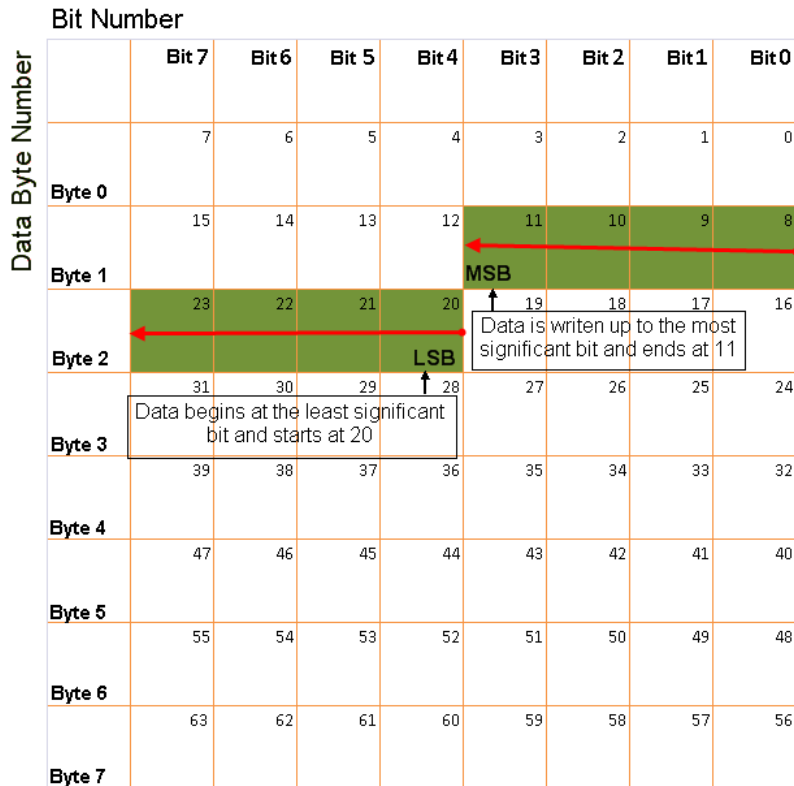 Bit Number
Data Byte Number
Bit 7 Bit 6 Bit 5 Bit 4 Bit 3 Bit 2 Bit 1 Bit 0
7 6 5 4 3 2 1 0
Byte 0
15 14 13 12 11 10 9 8
Byte 1 MSB
23 22 21 20 19 18 17 16
Data is writen up to the most
significant bit and ends at 11
Byte 2 LSB
31 30 29 28 27 26 25 24
Data begins at the least significant
bit and starts at 20
Byte 3
39 38 37 36 35 34 33 32
Byte 4
47 46 45 44 43 42 41 40
Byte 5
55 54 53 52 51 50 49 48
Byte 6
63 62 61 60 59 58 57 56
Byte 7